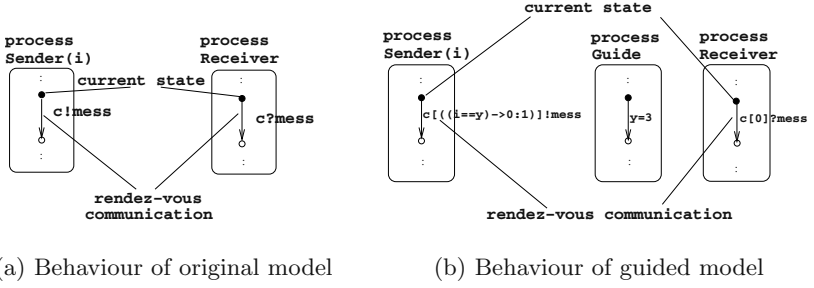 process
Sender(i)
process
Receiver
:
:
current state
c!mess
c?mess
:
:
rendez-vous
communication
(a) Behaviour of original model
current state
process
Sender(i)
process
Guide
process
Receiver
:
:
:
c[((i==y)->0:1)]!mess
y=3
c[0]?mess
:
:
:
rendez-vous communication
(b) Behaviour of guided model